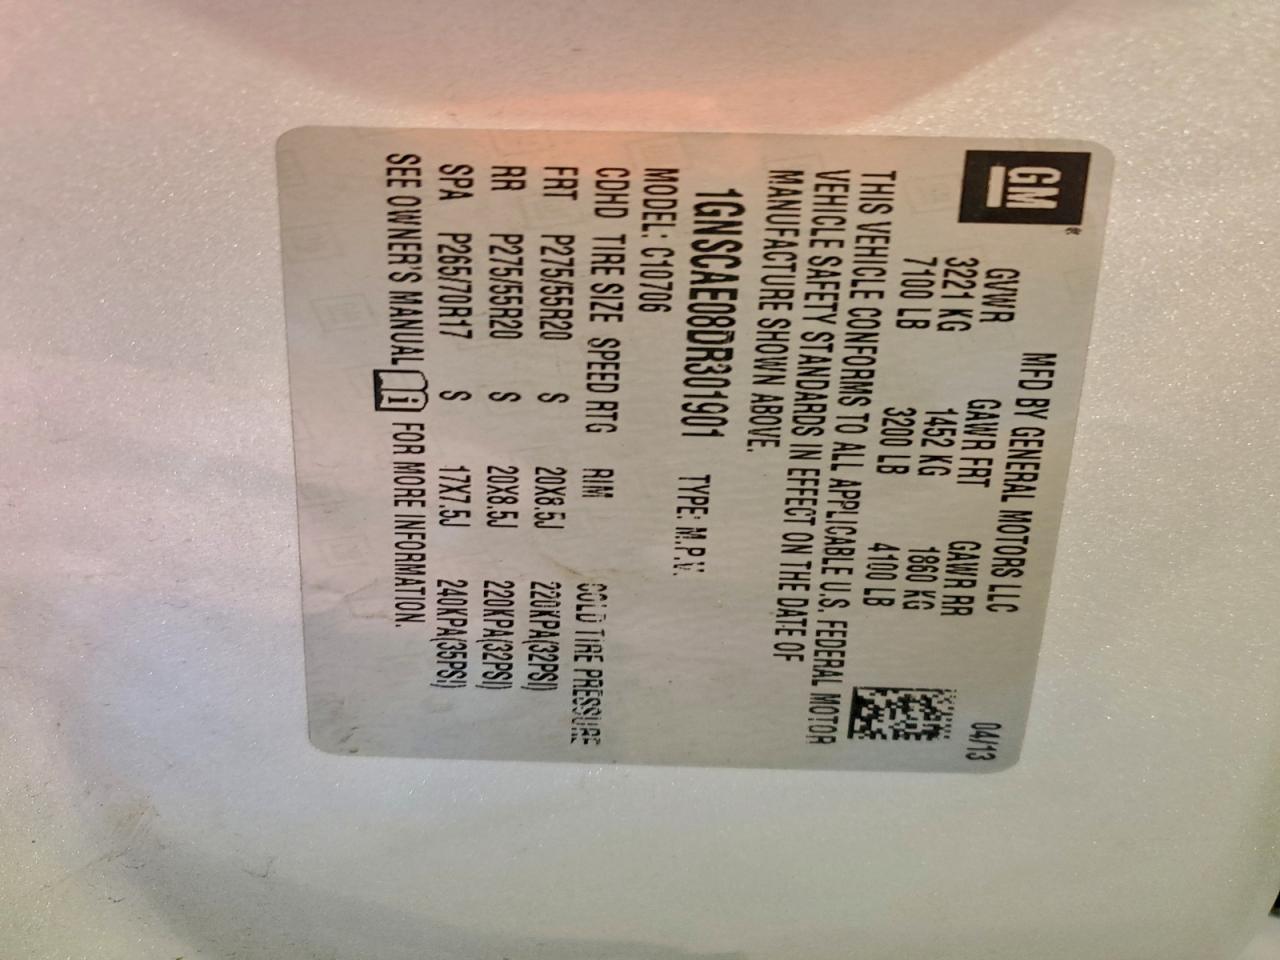 GM®
MFD BY GENERAL MOTORS LLC 04/13
GVWR GAWR FRT GAWR RR
3221 KG 1452 KG 1860 KG
7100 LB 3200 LB 4100 LB
THIS VEHICLE CONFORMS TO ALL APPLICABLE U.S. FEDERAL MOTOR
VEHICLE SAFETY STANDARDS IN EFFECT ON THE DATE OF
MANUFACTURE SHOWN ABOVE.
1GNSCAE08DR301901 TYPE: M.P.V.
MODEL: C10706
CDHD TIRE SIZE SPEED RTG RIM COLD TIRE PRESSURE
FRT P275/55R20 S 20X8.5J 220KPA(32PSI)
RR P275/55R20 S 20X8.5J 220KPA(32PSI)
SPA P265/70R17 S 17X7.5J 240KPA(35PSI)
SEE OWNER'S MANUAL i FOR MORE INFORMATION.